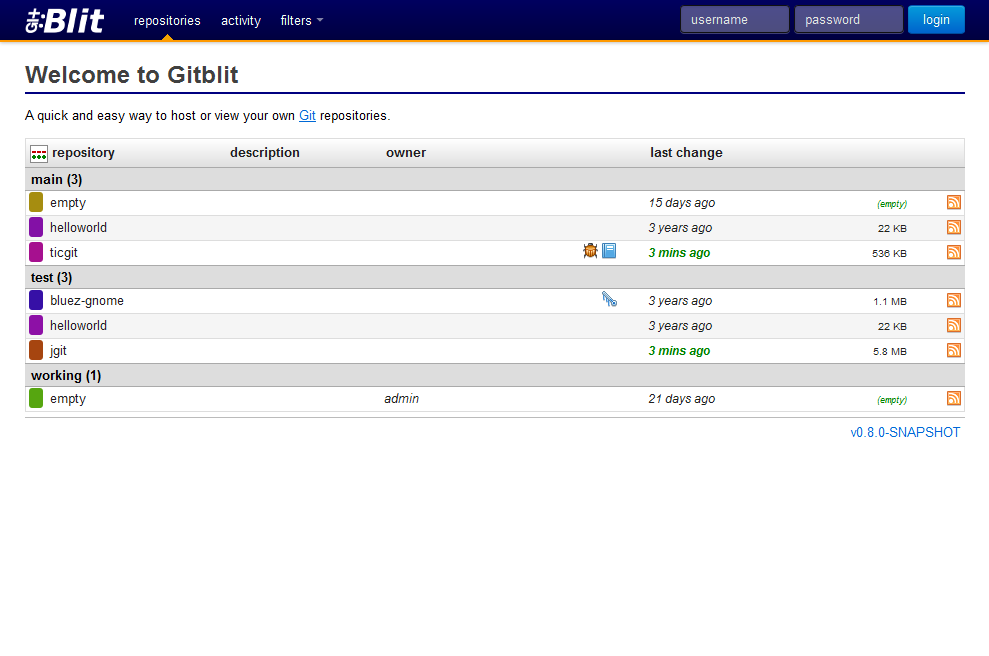 git:Blit repositories activity filters username password login
Welcome to Gitblit
A quick and easy way to host or view your own Git repositories.
repository description owner last change
main (3)
empty 15 days ago (empty)
helloworld 3 years ago 22 KB
ticgit 3 mins ago 536 KB
test (3)
bluez-gnome 3 years ago 1.1 MB
helloworld 3 years ago 22 KB
jgit 3 mins ago 5.8 MB
working (1)
empty admin 21 days ago (empty)
v0.8.0-SNAPSHOT